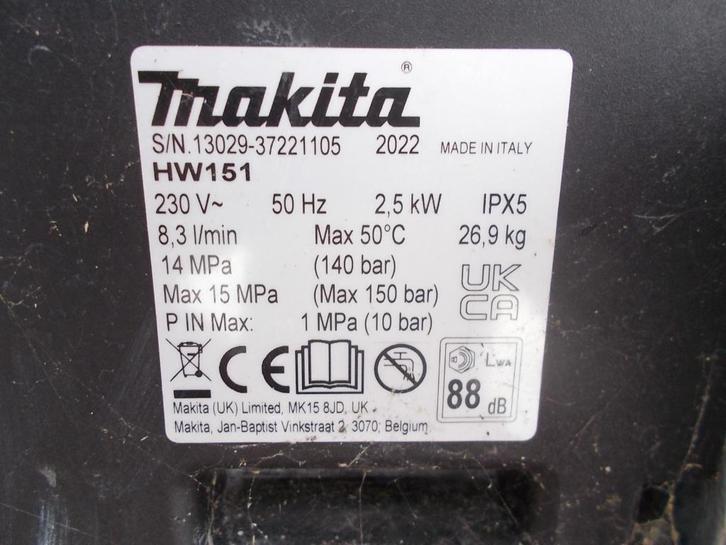 makita ®
S/N.13029-37221105 2022 MADE IN ITALY
HW151
230 V~ 50 Hz 2,5 kW IPX5
8,3 l/min Max 50°C 26,9 kg
14 MPa (140 bar)
Max 15 MPa (Max 150 bar)
P IN Max: 1 MPa (10 bar)
UK
CA
CE
LWA
88 dB
Makita (UK) Limited, MK15 8JD, UK
Makita, Jan-Baptist Vinkstraat 2, 3070, Belgium